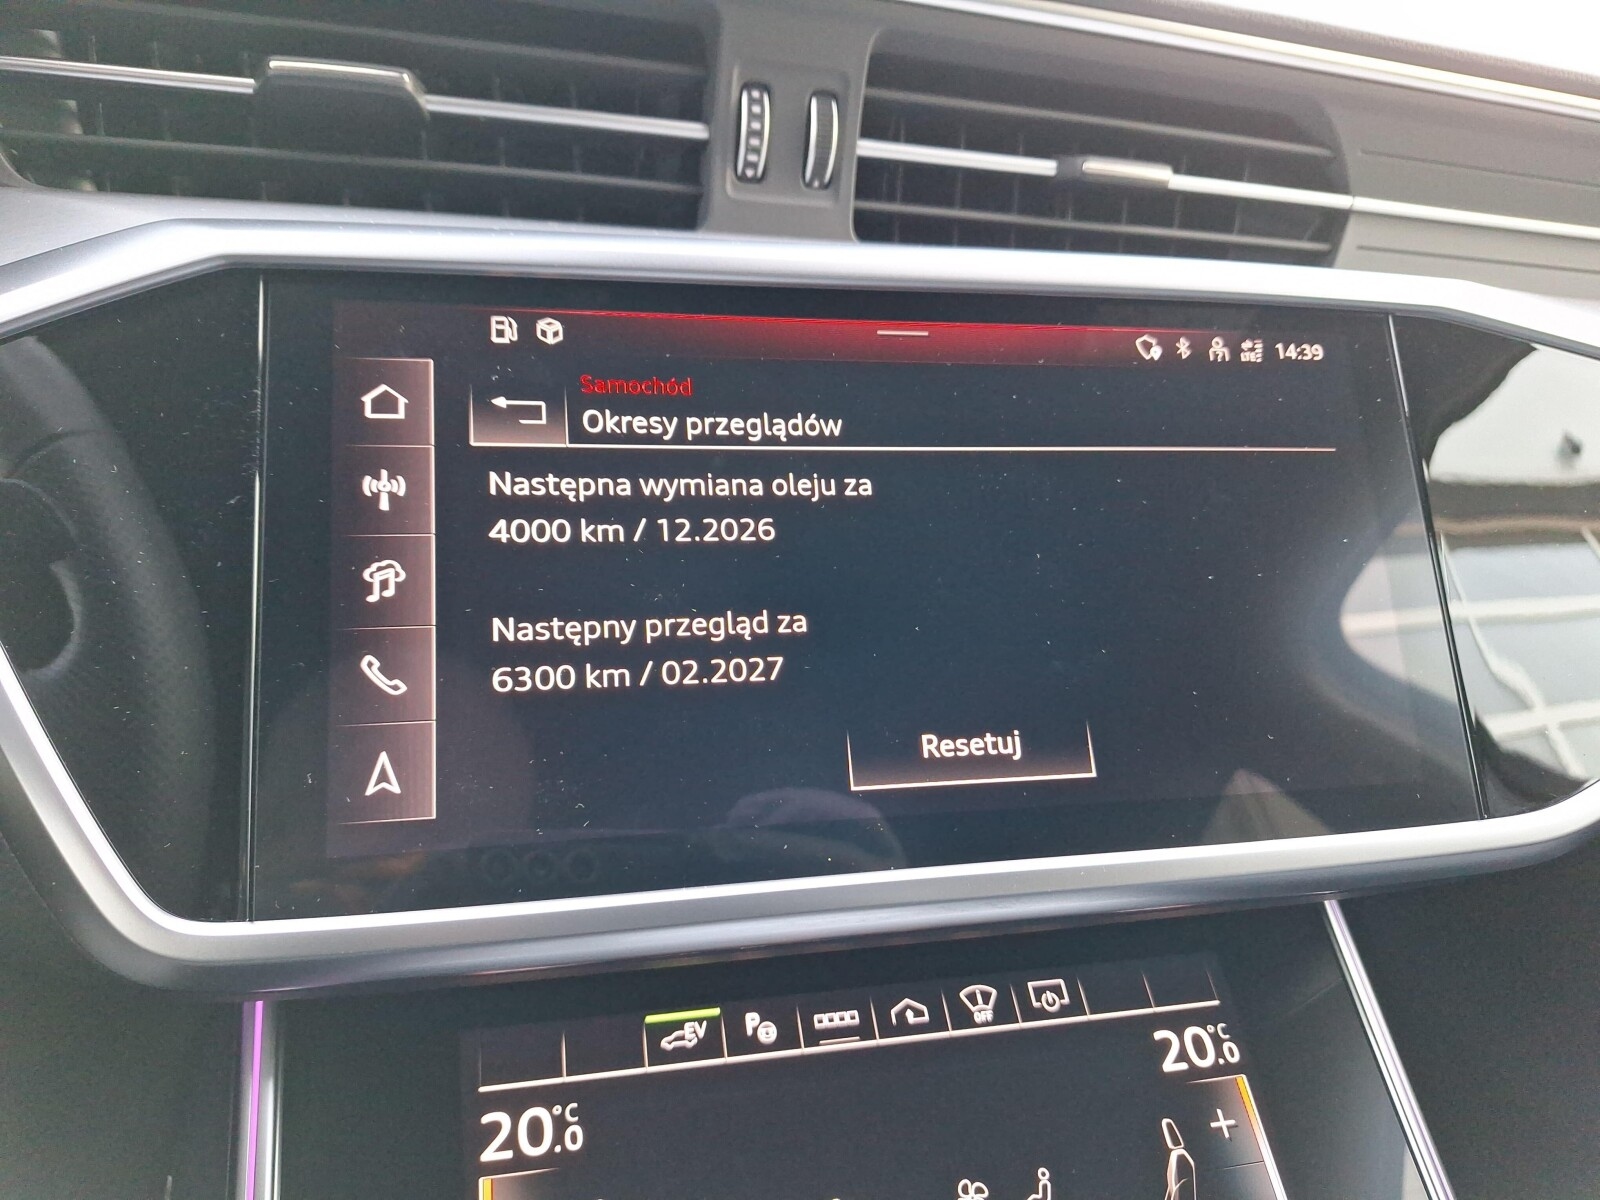 14:39
Samochód
Okresy przeglądów
Następna wymiana oleju za
4000 km / 12.2026
Następny przegląd za
6300 km / 02.2027
Resetuj
EV
P
OFF
20.0 °C
20.0 °C
+